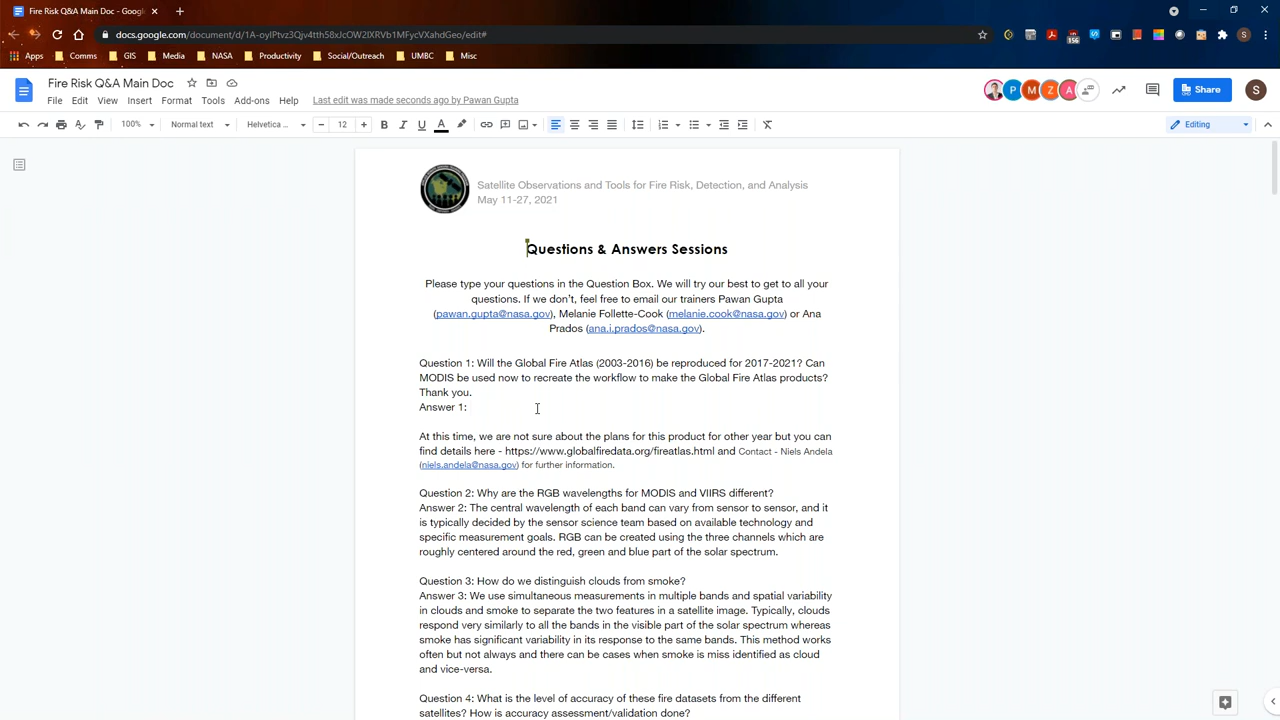 Fire Risk Q&A Main Doc - Googl
docs.google.com/document/d/1A-oyIPtvz3Qjv4tth58xJcOW2IXRVb1MFycVXahdGeo/edit#
156
S
Apps Comms GIS Media NASA Productivity Social/Outreach UMBC Misc
Fire Risk Q&A Main Doc
File Edit View Insert Format Tools Add-ons Help Last edit was made seconds ago by Pawan Gupta
P M Z A Share S
100% Normal text Helvetica ... 12 B I U A Editing
Satellite Observations and Tools for Fire Risk, Detection, and Analysis
May 11-27, 2021
Questions & Answers Sessions
Please type your questions in the Question Box. We will try our best to get to all your
questions. If we don't, feel free to email our trainers Pawan Gupta
(pawan.gupta@nasa.gov), Melanie Follette-Cook (melanie.cook@nasa.gov) or Ana
Prados (ana.i.prados@nasa.gov).
Question 1: Will the Global Fire Atlas (2003-2016) be reproduced for 2017-2021? Can
MODIS be used now to recreate the workflow to make the Global Fire Atlas products?
Thank you.
Answer 1:
At this time, we are not sure about the plans for this product for other year but you can
find details here - https://www.globalfiredata.org/fireatlas.html and Contact - Niels Andela
(niels.andela@nasa.gov) for further information.
Question 2: Why are the RGB wavelengths for MODIS and VIIRS different?
Answer 2: The central wavelength of each band can vary from sensor to sensor, and it
is typically decided by the sensor science team based on available technology and
specific measurement goals. RGB can be created using the three channels which are
roughly centered around the red, green and blue part of the solar spectrum.
Question 3: How do we distinguish clouds from smoke?
Answer 3: We use simultaneous measurements in multiple bands and spatial variability
in clouds and smoke to separate the two features in a satellite image. Typically, clouds
respond very similarly to all the bands in the visible part of the solar spectrum whereas
smoke has significant variability in its response to the same bands. This method works
often but not always and there can be cases when smoke is miss identified as cloud
and vice-versa.
Question 4: What is the level of accuracy of these fire datasets from the different
satellites? How is accuracy assessment/validation done?